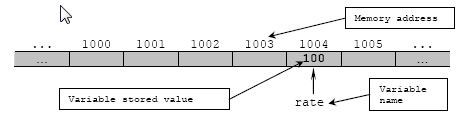 Memory address
... 1000 1001 1002 1003 1004 1005 ...
... 100 ...
Variable stored value
rate
Variable
name